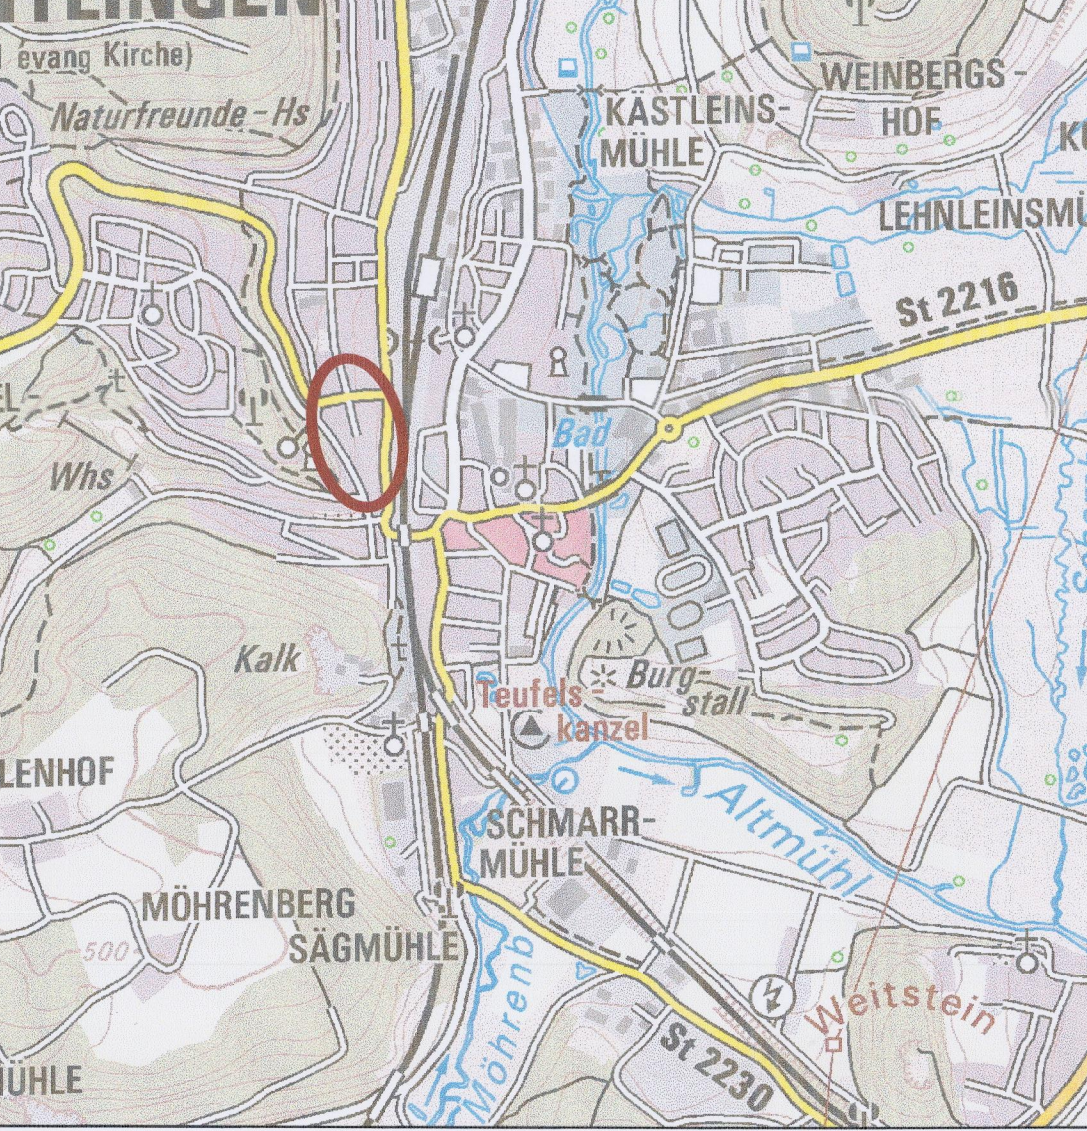 TLINGEN
evang Kirche)
Naturfreunde-Hs
KÄSTLEINS-
MÜHLE
WEINBERGS-
HOF
LEHNLEINSMÜ
St 2216
Bad
Whs
Kalk
Burg-
stall
Teufels-
kanzel
LENHOF
Altmühl
SCHMARR-
MÜHLE
MÖHRENBERG
SÄGMÜHLE
500
Möhrenb
Weitstein
St 2230
ÜHLE